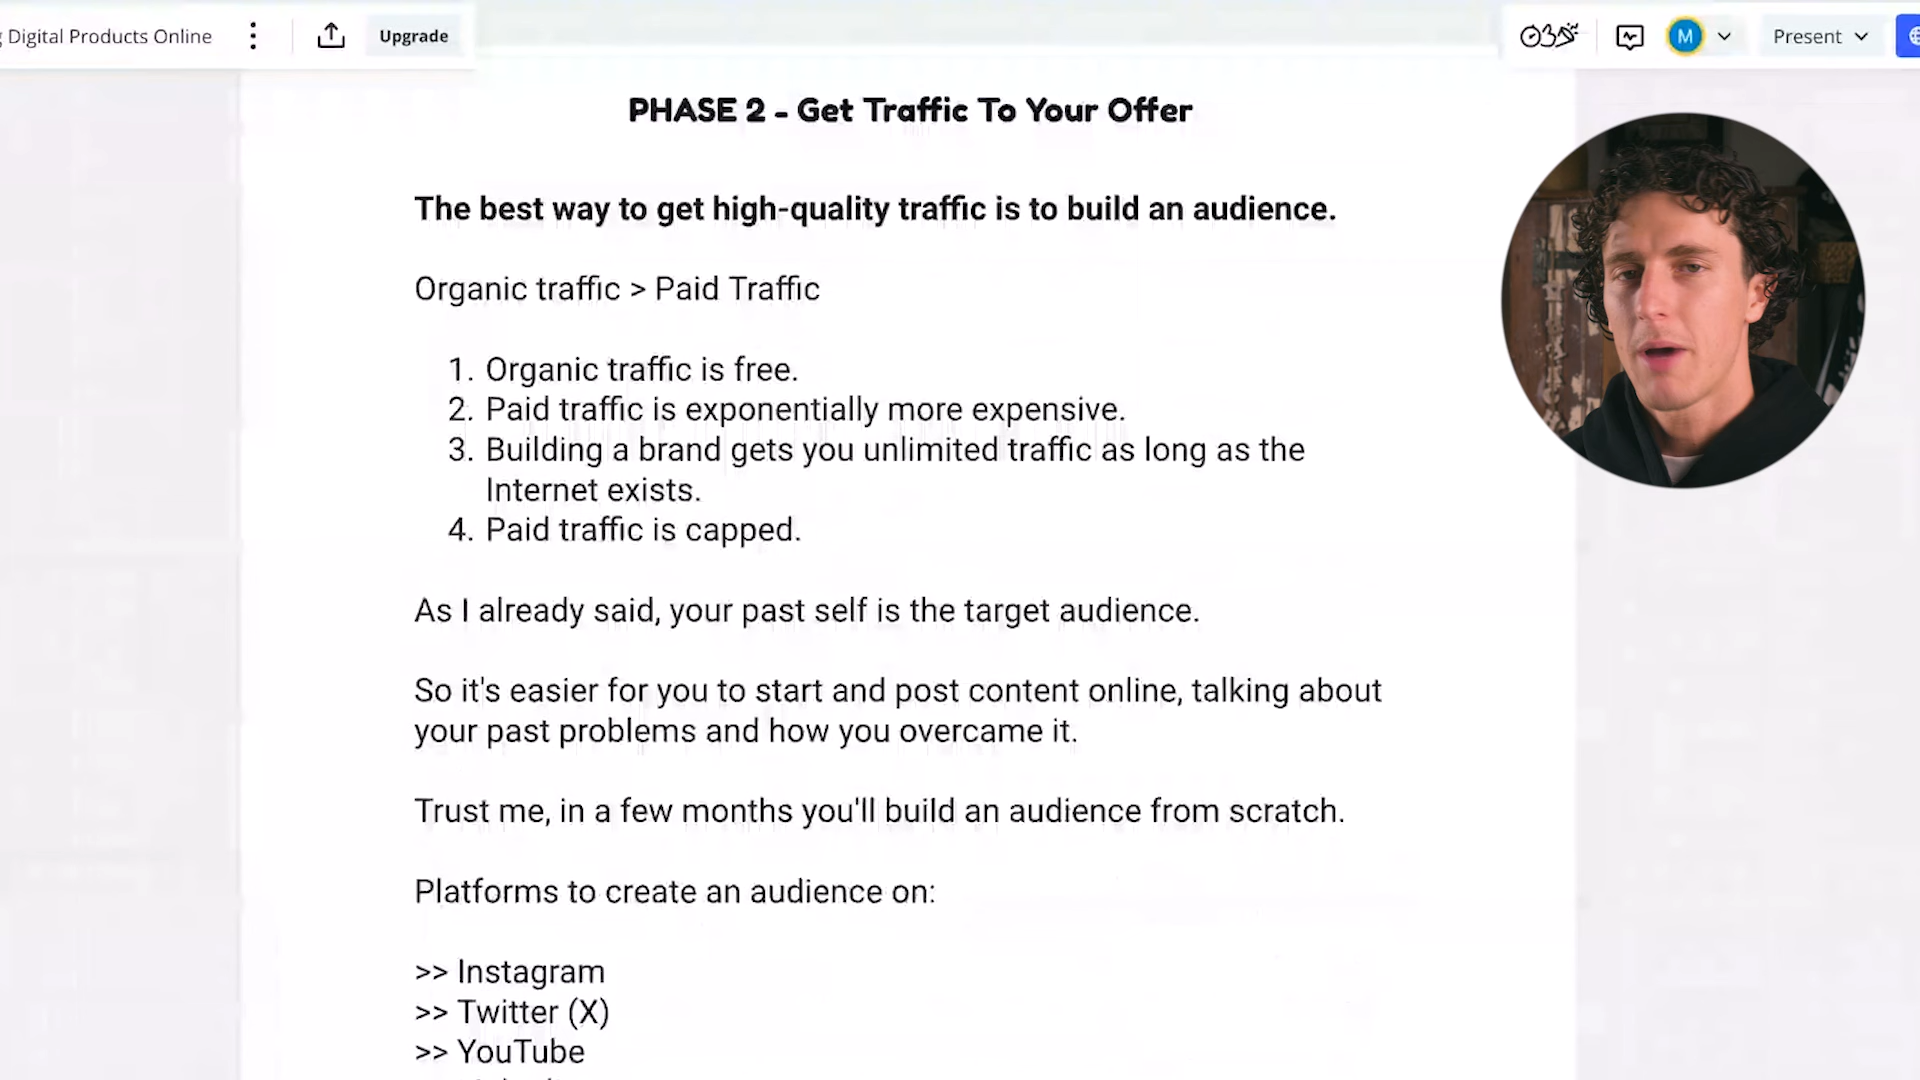 Digital Products Online
Upgrade
M
Present
PHASE 2 - Get Traffic To Your Offer
The best way to get high-quality traffic is to build an audience.
Organic traffic > Paid Traffic
1. Organic traffic is free.
2. Paid traffic is exponentially more expensive.
3. Building a brand gets you unlimited traffic as long as the
Internet exists.
4. Paid traffic is capped.
As I already said, your past self is the target audience.
So it's easier for you to start and post content online, talking about
your past problems and how you overcame it.
Trust me, in a few months you'll build an audience from scratch.
Platforms to create an audience on:
>> Instagram
>> Twitter (X)
>> YouTube